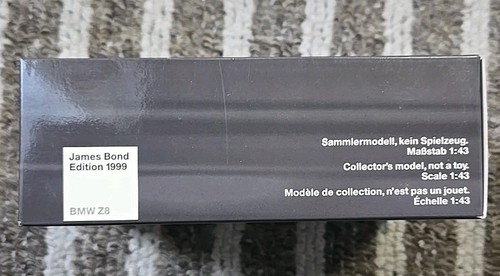 James Bond
Edition 1999
BMW Z8
Sammlermodell, kein Spielzeug.
Maßstab 1:43
Collector's model, not a toy.
Scale 1:43
Modèle de collection, n'est pas un jouet.
Échelle 1:43